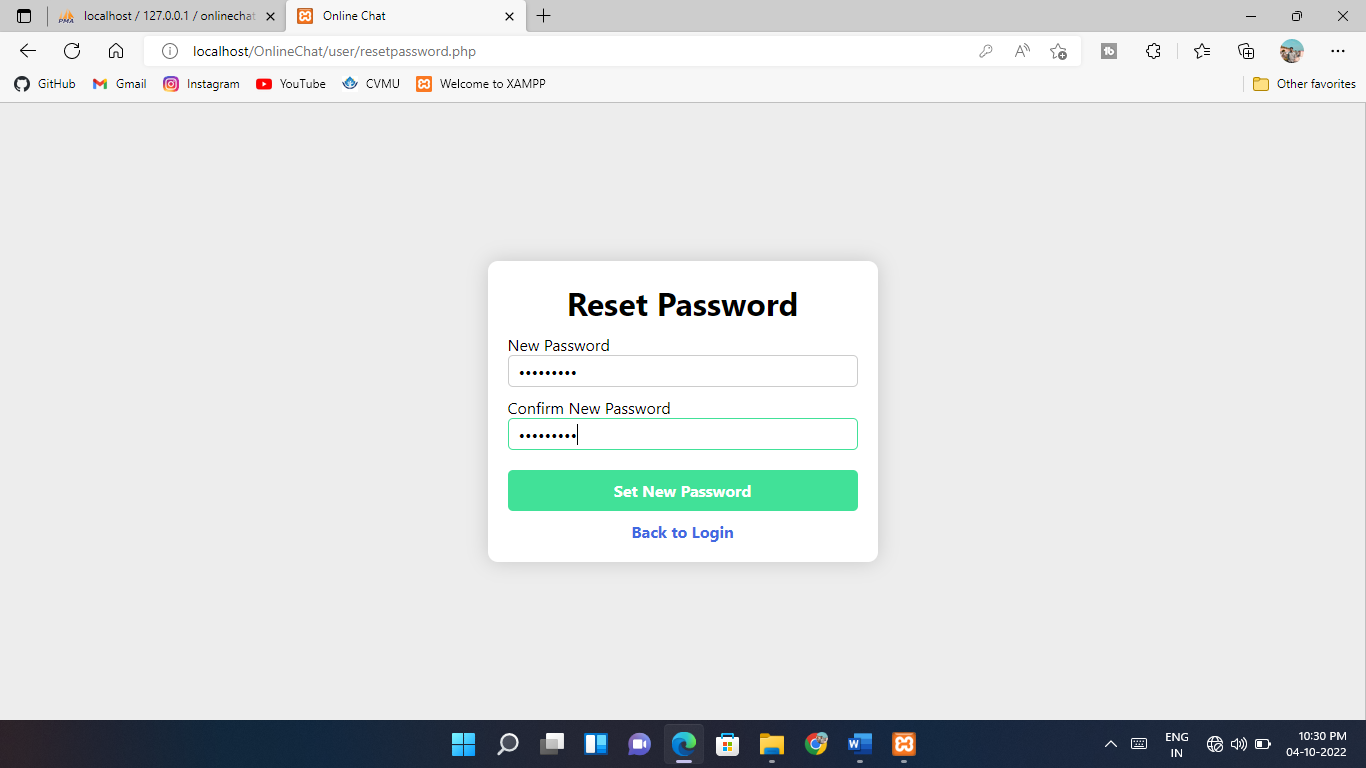 localhost / 127.0.0.1 / onlinechat
Online Chat
localhost/OnlineChat/user/resetpassword.php
GitHub
Gmail
Instagram
YouTube
CVMU
Welcome to XAMPP
Other favorites
Reset Password
New Password
•••••••••
Confirm New Password
•••••••••
Set New Password
Back to Login
ENG
IN
10:30 PM
04-10-2022